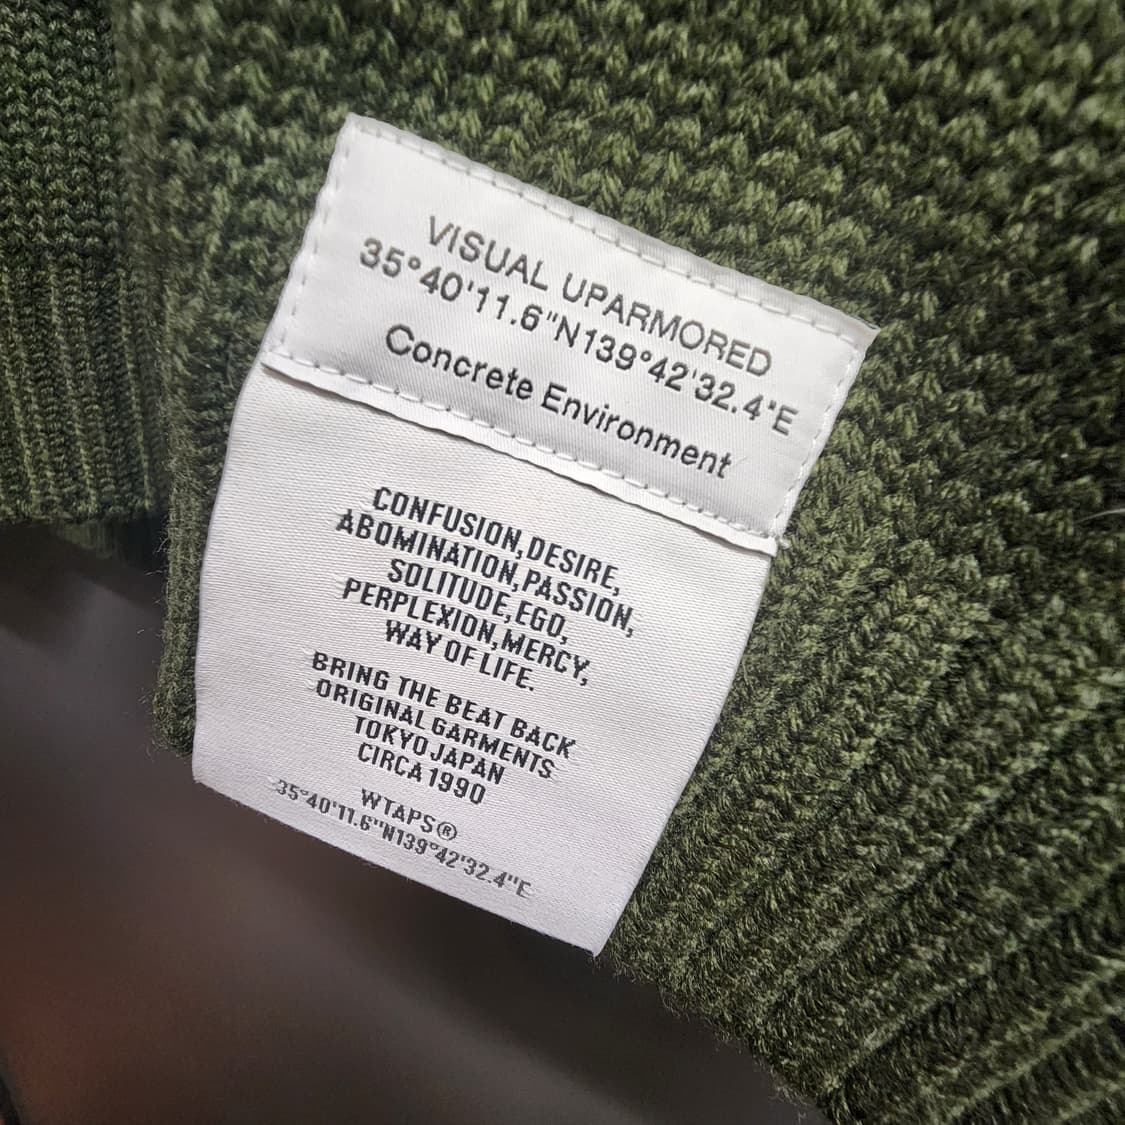 VISUAL UPARMORED
35°40'11.6"N139°42'32.4"E
Concrete Environment
CONFUSION, DESIRE,
ABOMINATION, PASSION,
SOLITUDE, EGO,
PERPLEXION, MERCY,
WAY OF LIFE.
BRING THE BEAT BACK
ORIGINAL GARMENTS
TOKYO JAPAN
CIRCA 1990
WTAPS®
35°40'11.6"N139°42'32.4"E